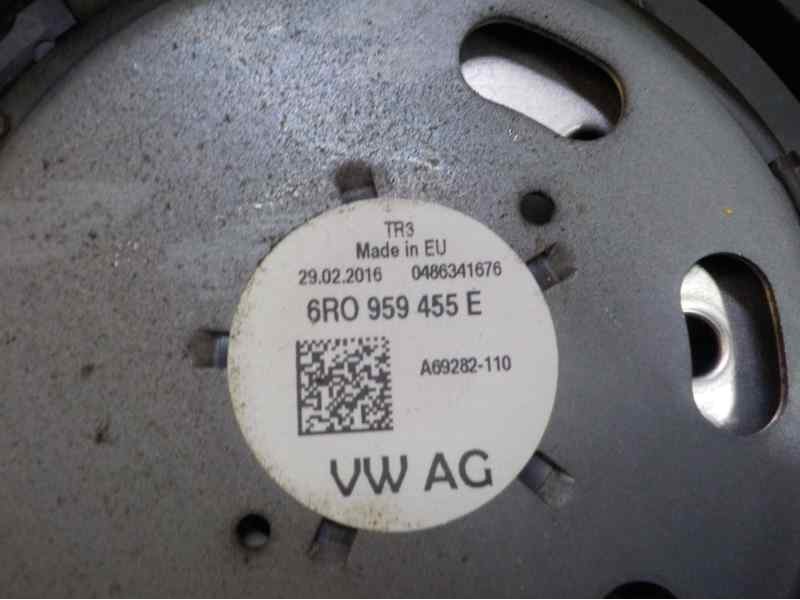 TR3
Made in EU
29.02.2016 0486341676
6R0 959 455 E
A69282-110
VW AG